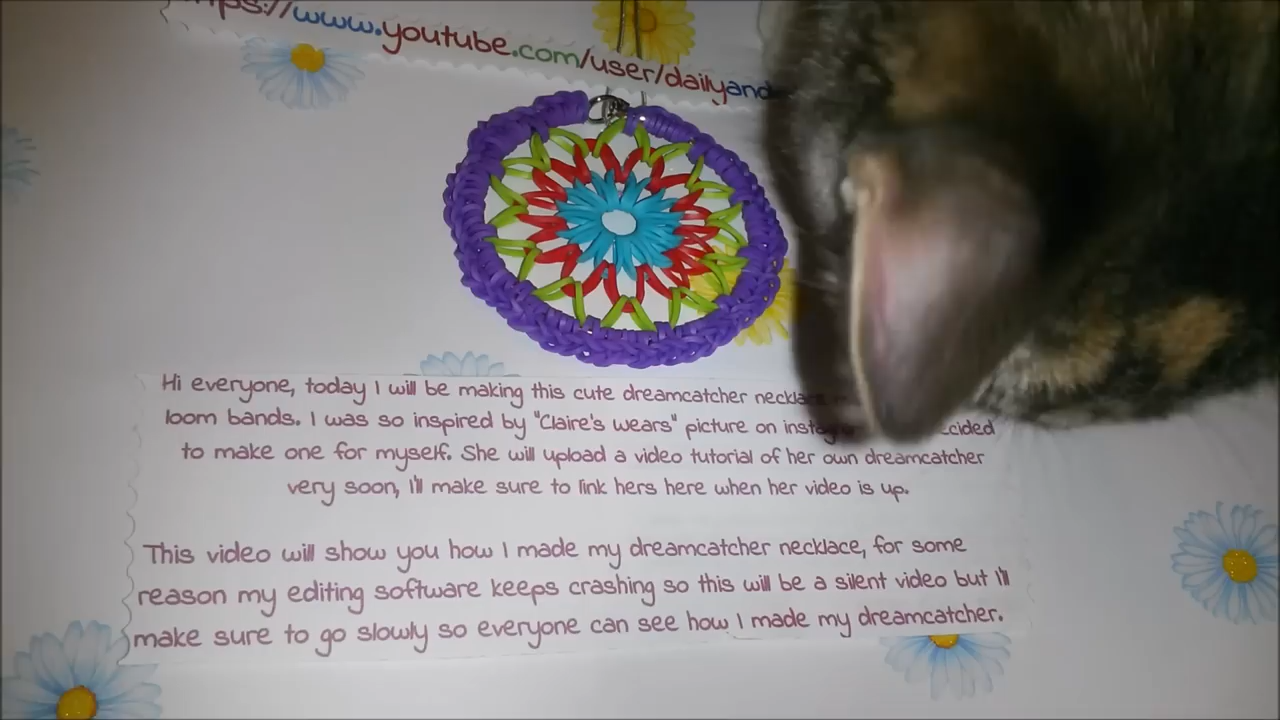 https://www.youtube.com/user/dailyand
Hi everyone, today I will be making this cute dreamcatcher
loom bands. I was so inspired by "Claire's wears" picture on
to make one for myself. She will upload a video tutorial of her own dreamcatcher
very soon, I'll make sure to link hers here when her video is up.
This video will show you how I made my dreamcatcher necklace, for some
reason my editing software keeps crashing so this will be a silent video but I'll
make sure to go slowly so everyone can see how I made my dreamcatcher.